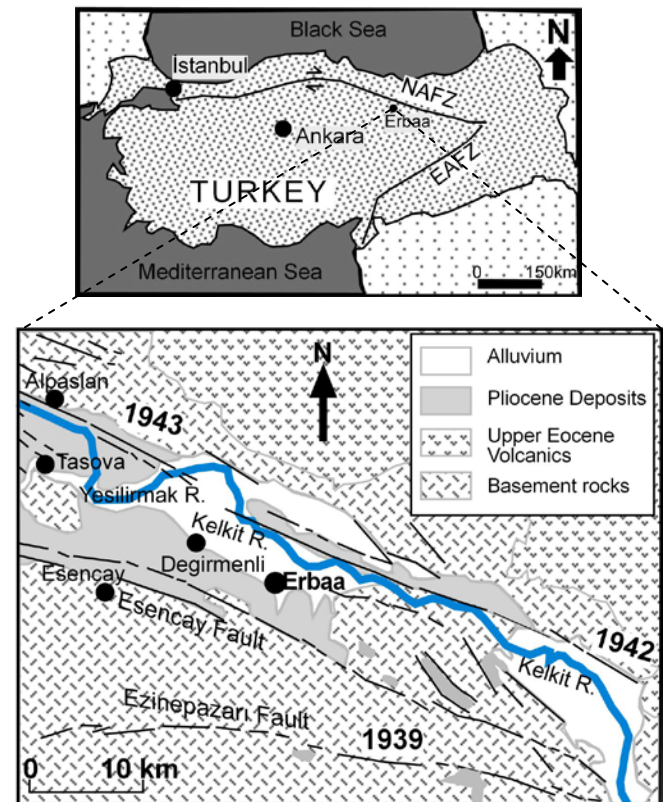 Black Sea
N
İstanbul
NAFZ
Erbaa
Ankara
EAFZ
TURKEY
Mediterranean Sea
0 150km
N
Alluvium
Pliocene Deposits
Upper Eocene
Volcanics
Basement rocks
Alpaslan
1943
Tasova
Yesilirmak R.
Kelkit R.
Degirmenli
Erbaa
Esencay
Esencay Fault
1942
Kelkit R.
Ezinepazarı Fault
1939
0 10 km